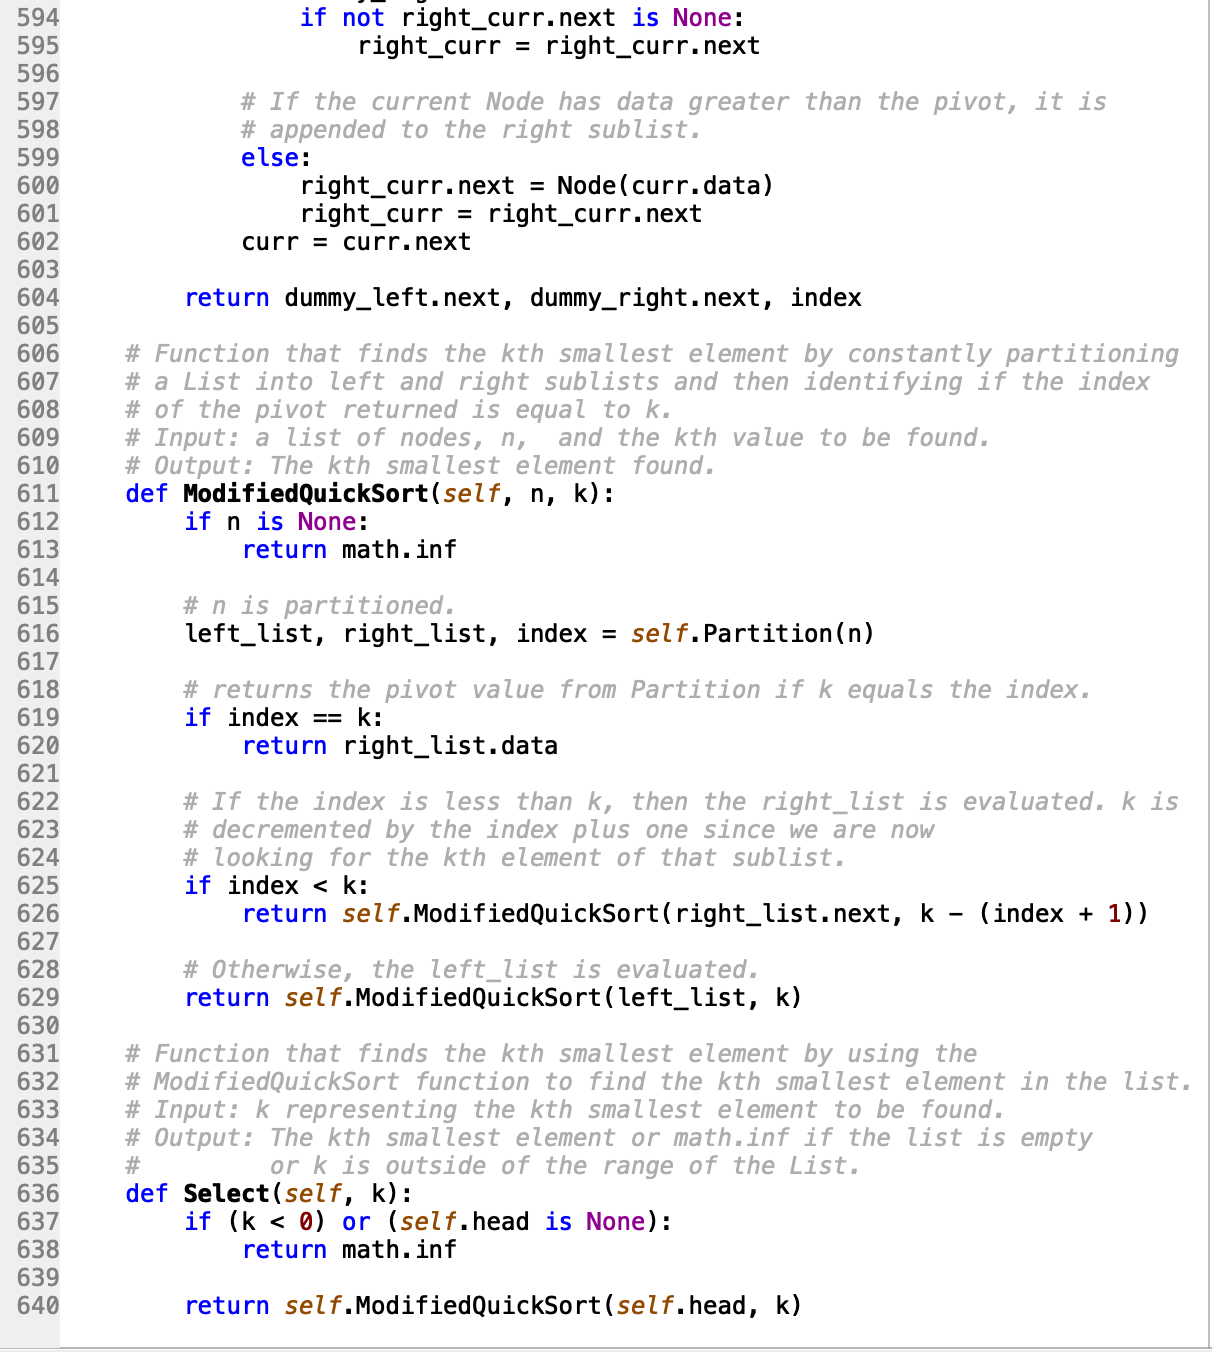 594                 if not right_curr.next is None:
595                     right_curr = right_curr.next
596
597             # If the current Node has data greater than the pivot, it is
598             # appended to the right sublist.
599             else:
600                 right_curr.next = Node(curr.data)
601                 right_curr = right_curr.next
602             curr = curr.next
603
604         return dummy_left.next, dummy_right.next, index
605
606     # Function that finds the kth smallest element by constantly partitioning
607     # a List into left and right sublists and then identifying if the index
608     # of the pivot returned is equal to k.
609     # Input: a list of nodes, n,  and the kth value to be found.
610     # Output: The kth smallest element found.
611     def ModifiedQuickSort(self, n, k):
612         if n is None:
613             return math.inf
614
615         # n is partitioned.
616         left_list, right_list, index = self.Partition(n)
617
618         # returns the pivot value from Partition if k equals the index.
619         if index == k:
620             return right_list.data
621
622         # If the index is less than k, then the right_list is evaluated. k is
623         # decremented by the index plus one since we are now
624         # looking for the kth element of that sublist.
625         if index < k:
626             return self.ModifiedQuickSort(right_list.next, k - (index + 1))
627
628         # Otherwise, the left_list is evaluated.
629         return self.ModifiedQuickSort(left_list, k)
630
631     # Function that finds the kth smallest element by using the
632     # ModifiedQuickSort function to find the kth smallest element in the list.
633     # Input: k representing the kth smallest element to be found.
634     # Output: The kth smallest element or math.inf if the list is empty
635     #         or k is outside of the range of the List.
636     def Select(self, k):
637         if (k < 0) or (self.head is None):
638             return math.inf
639
640         return self.ModifiedQuickSort(self.head, k)